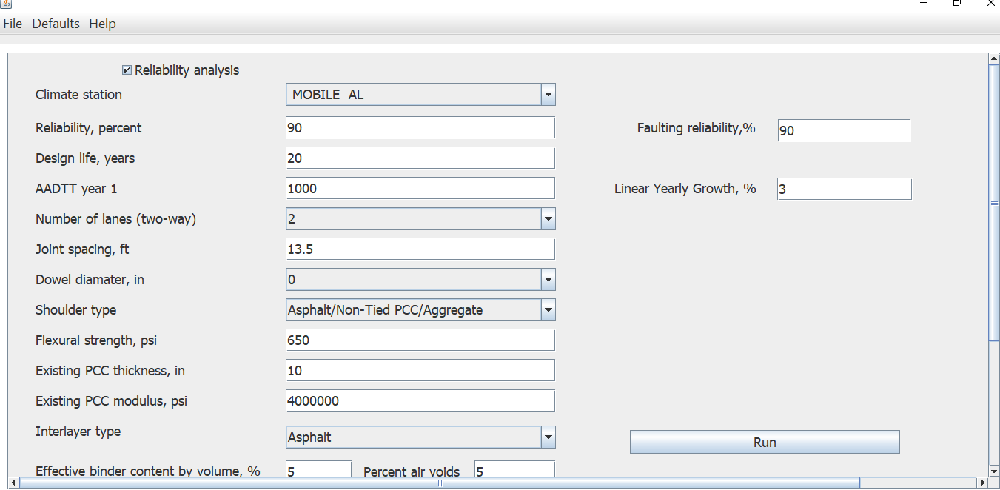 File Defaults Help
Reliability analysis
Climate station MOBILE AL
Reliability, percent 90 Faulting reliability,% 90
Design life, years 20
AADTT year 1 1000 Linear Yearly Growth, % 3
Number of lanes (two-way) 2
Joint spacing, ft 13.5
Dowel diamater, in 0
Shoulder type Asphalt/Non-Tied PCC/Aggregate
Flexural strength, psi 650
Existing PCC thickness, in 10
Existing PCC modulus, psi 4000000
Interlayer type Asphalt Run
Effective binder content by volume, % 5 Percent air voids 5